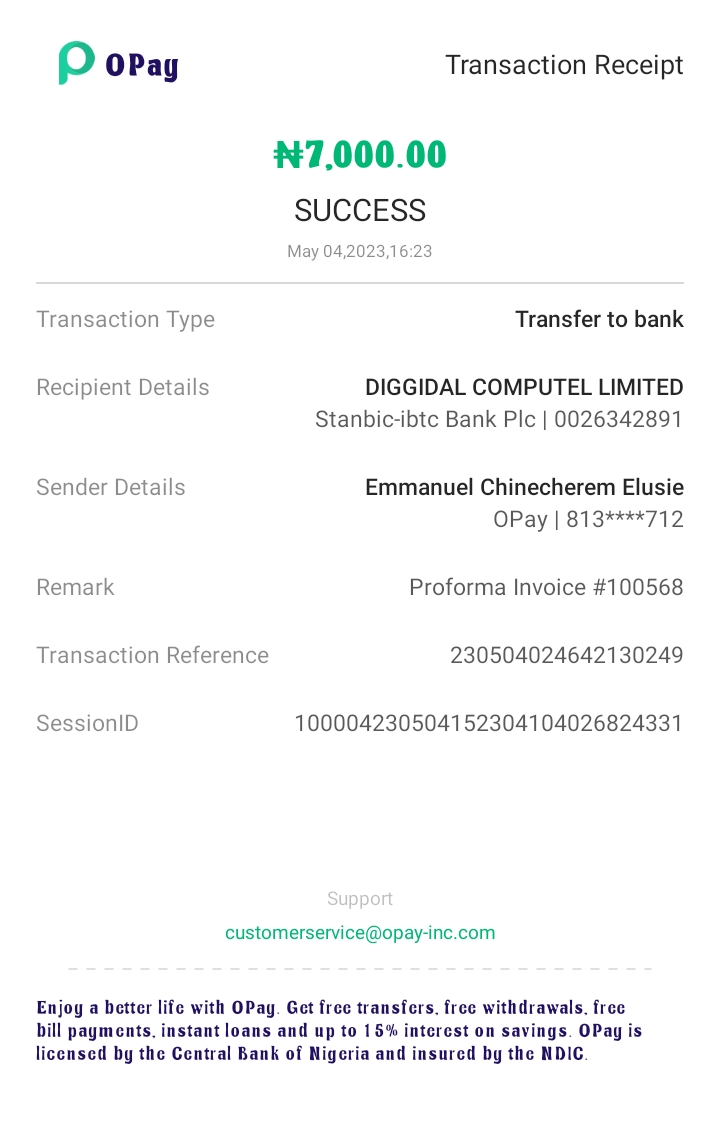 OPay
Transaction Receipt
₦7,000.00
SUCCESS
May 04,2023,16:23
Transaction Type Transfer to bank
Recipient Details DIGGIDAL COMPUTEL LIMITED
Stanbic-ibtc Bank Plc | 0026342891
Sender Details Emmanuel Chinecherem Elusie
OPay | 813****712
Remark Proforma Invoice #100568
Transaction Reference 230504024642130249
SessionID 100004230504152304104026824331
Support
customerservice@opay-inc.com
Enjoy a better life with OPay. Get free transfers, free withdrawals, free
bill payments, instant loans and up to 15% interest on savings. OPay is
licensed by the Central Bank of Nigeria and insured by the NDIC.